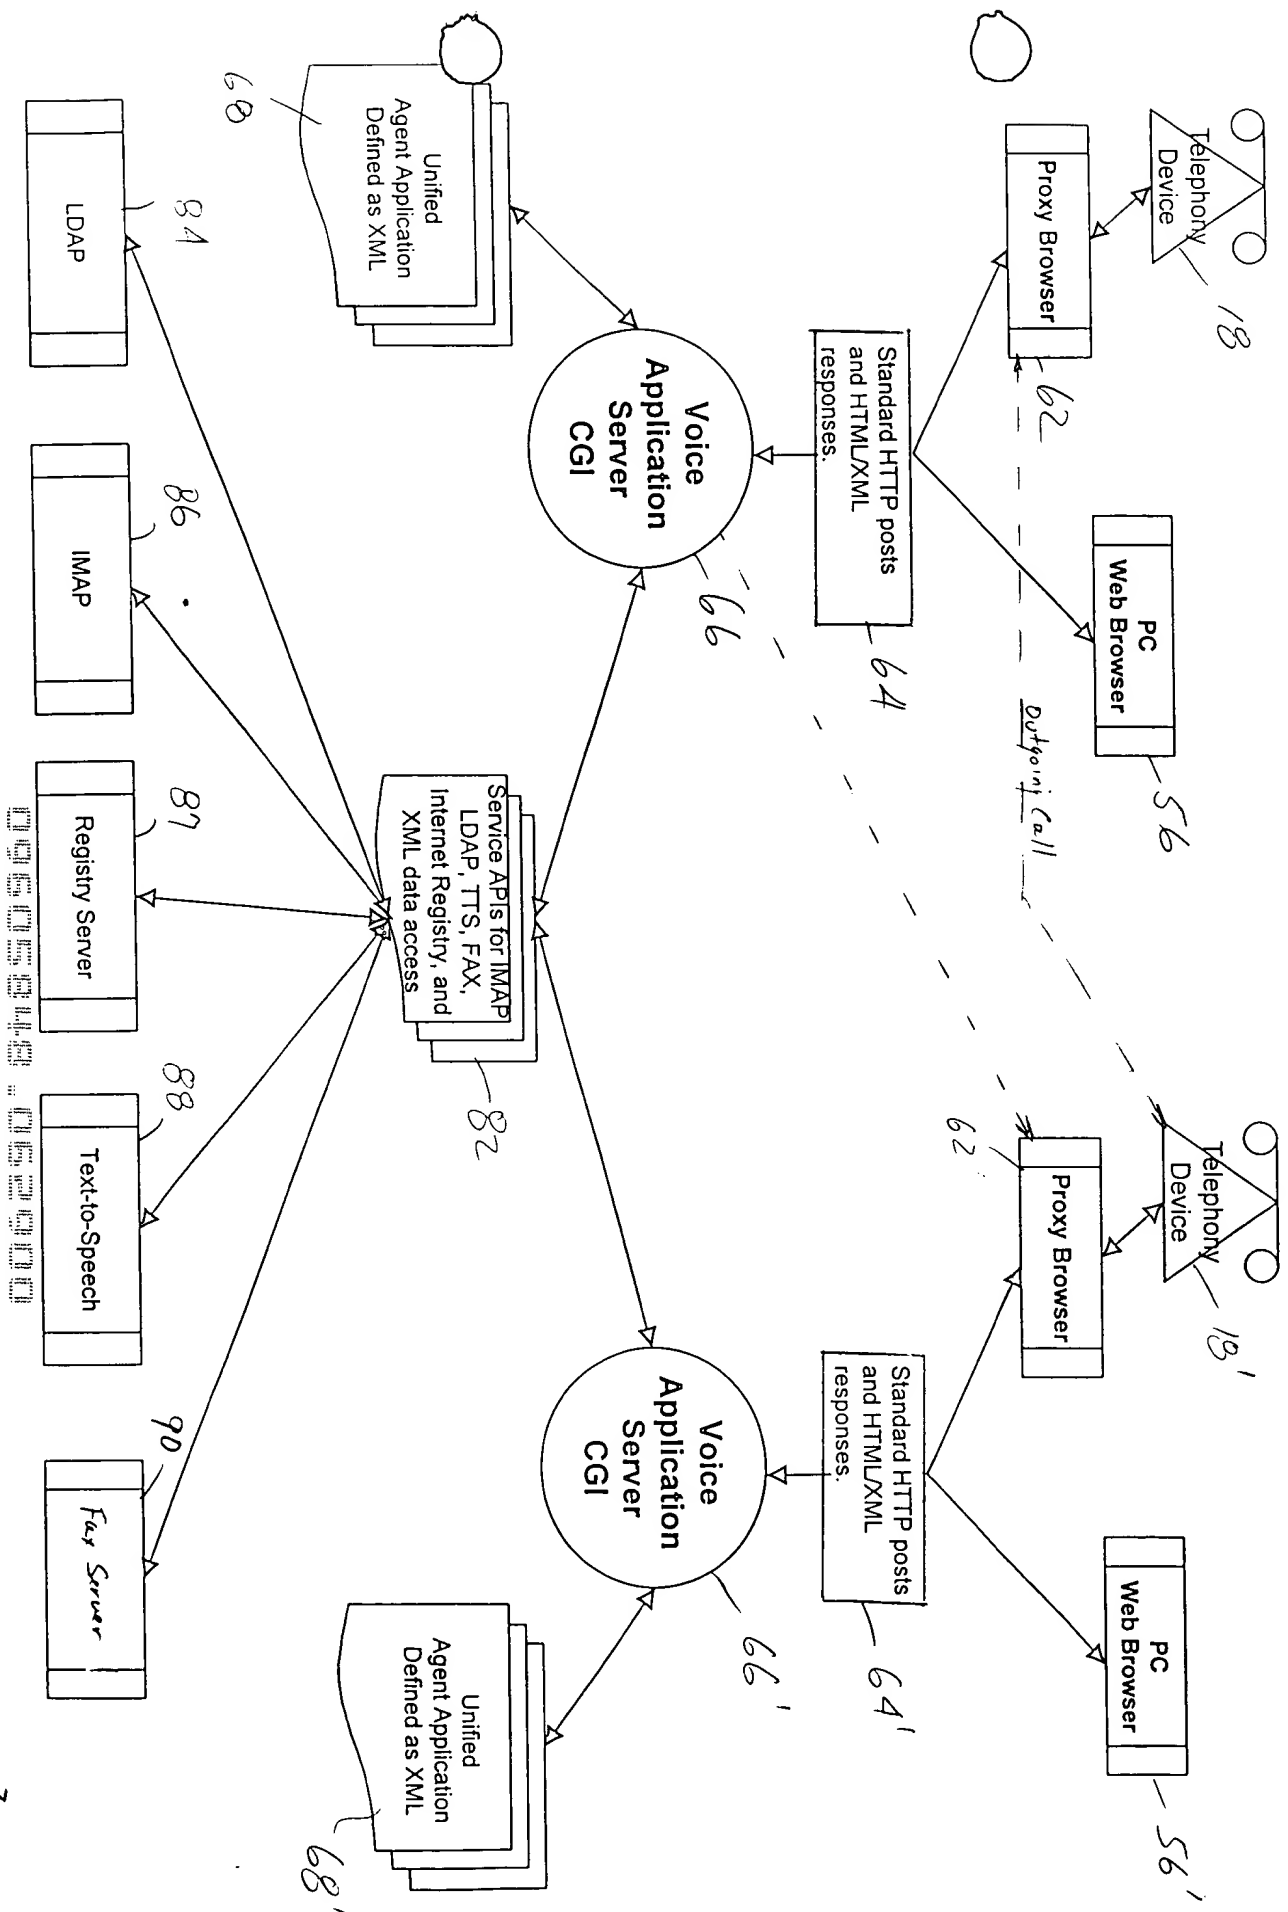 Telephony
Device
18
Proxy Browser
62
PC
Web Browser
56
Outgoing Call
Telephony
Device
18'
Proxy Browser
62
PC
Web Browser
56'
Standard HTTP posts
and HTML/XML
responses.
64
Standard HTTP posts
and HTML/XML
responses.
64'
Unified
Agent Application
Defined as XML
68
Voice
Application
Server
CGI
66
Voice
Application
Server
CGI
66'
Unified
Agent Application
Defined as XML
68'
Service APIs for IMAP
LDAP, TTS, FAX,
Internet Registry, and
XML data access
82
84
LDAP
86
IMAP
87
Registry Server
88
Text-to-Speech
90
Fax Server
09605848.062900